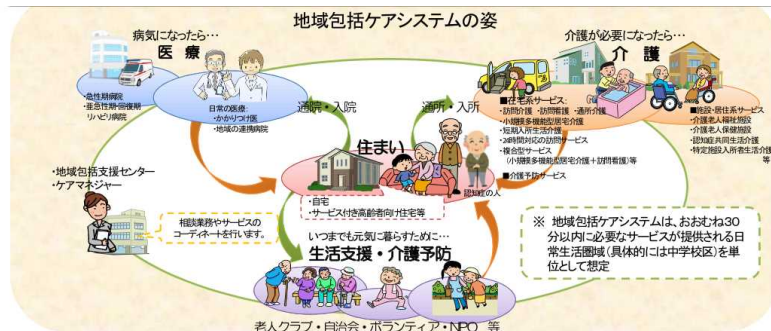 地域包括ケアシステムの姿
病気になったら…
医 療
介護が必要になったら…
介 護
・急性期病院
・亜急性期・回復期
リハビリ病院
日常の医療:
・かかりつけ医
・地域の連携病院
通院・入院
通所・入所
■在宅系サービス:
・訪問介護 ・訪問看護 ・通所介護
・小規模多機能型居宅介護
・短期入所生活介護
・24時間対応の訪問サービス
・複合型サービス
(小規模多機能型居宅介護+訪問看護)等
■介護予防サービス
■施設・居住系サービス
・介護老人福祉施設
・介護老人保健施設
・認知症共同生活介護
・特定施設入所者生活介護
等
住まい
認知症の人
・自宅
・サービス付き高齢者向け住宅等
・地域包括支援センター
・ケアマネジャー
相談業務やサービスの
コーディネートを行います。
いつまでも元気に暮らすために…
生活支援・介護予防
老人クラブ・自治会・ボランティア・NPO 等
※ 地域包括ケアシステムは、おおむね30
分以内に必要なサービスが提供される日
常生活圏域(具体的には中学校区)を単
位として想定